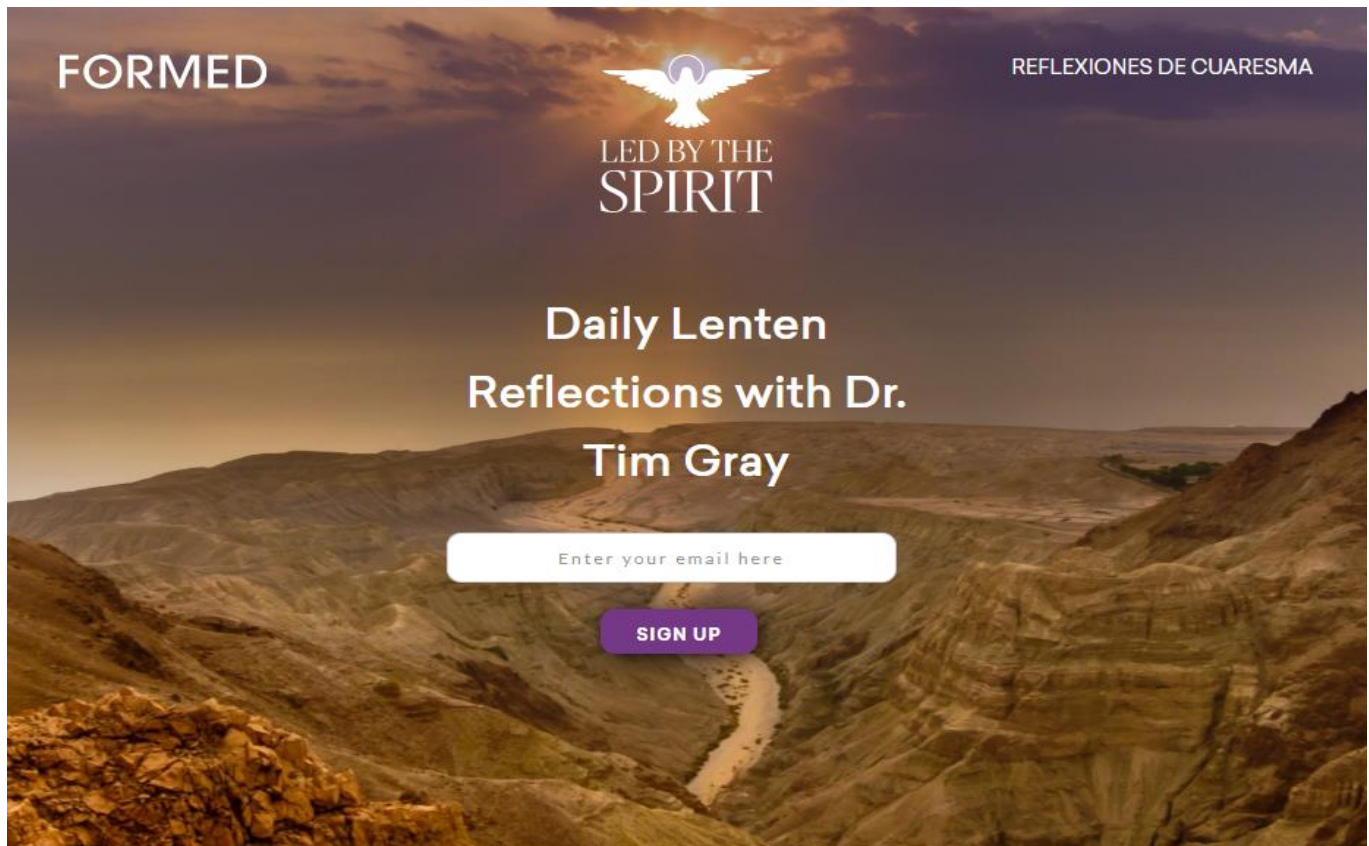 FORMED
REFLEXIONES DE CUARESMA
LED BY THE
SPIRIT
Daily Lenten
Reflections with Dr.
Tim Gray
Enter your email here
SIGN UP